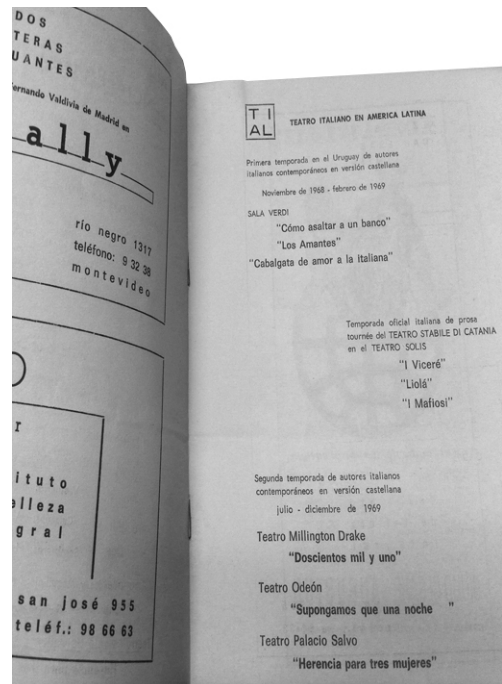 DOS
TERAS
UANTES
ernando Valdivia de Madrid en
ally
río negro 1317
teléfono: 9 32 38
montevideo
r
ituto
elleza
gral
san josé 955
teléf.: 98 66 63
TI
AL
TEATRO ITALIANO EN AMERICA LATINA
Primera temporada en el Uruguay de autores
italianos contemporáneos en versión castellana
Noviembre de 1968 - febrero de 1969
SALA VERDI
"Cómo asaltar a un banco"
"Los Amantes"
"Cabalgata de amor a la italiana"
Temporada oficial italiana de prosa
tournée del TEATRO STABILE DI CATANIA
en el TEATRO SOLIS
"I Viceré"
"Liolá"
"I Mafiosi"
Segunda temporada de autores italianos
contemporáneos en versión castellana
julio - diciembre de 1969
Teatro Millington Drake
"Doscientos mil y uno"
Teatro Odeón
"Supongamos que una noche "
Teatro Palacio Salvo
"Herencia para tres mujeres"